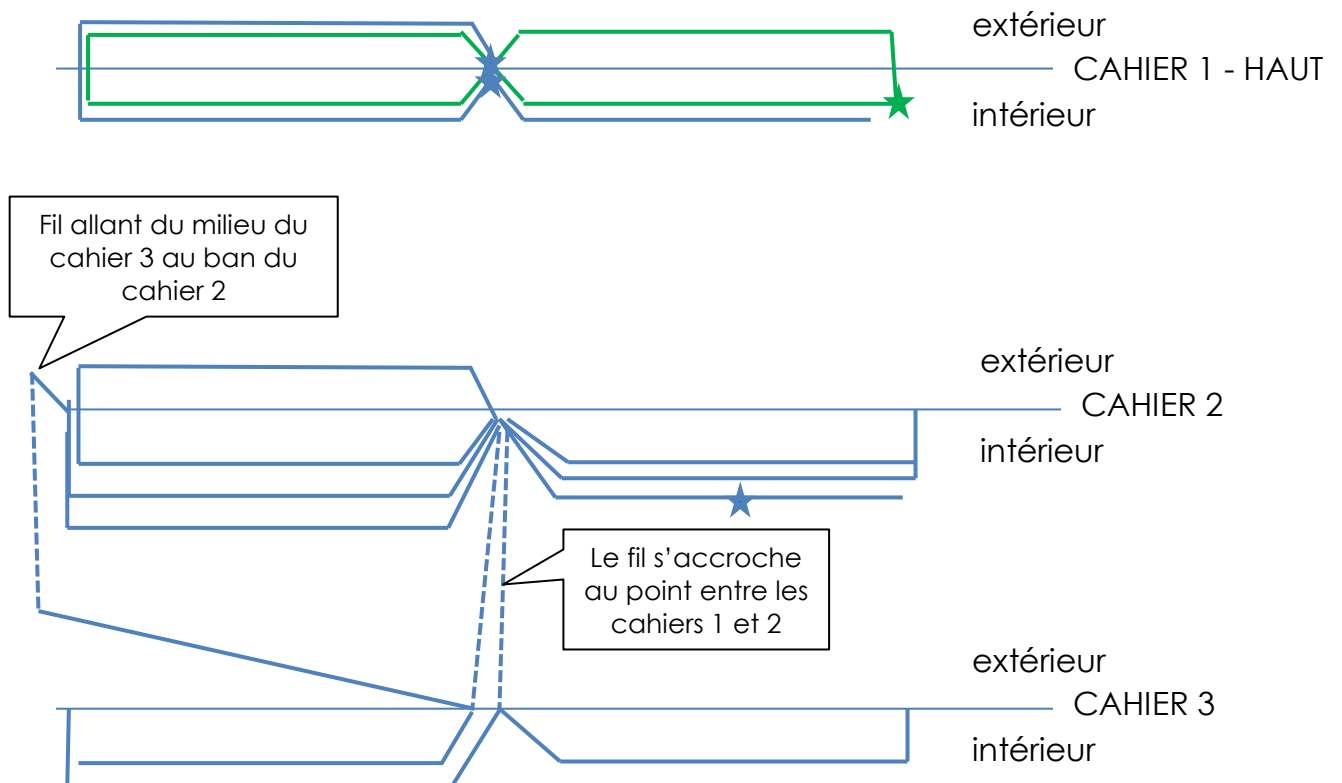 extérieur
CAHIER 1 - HAUT
intérieur
Fil allant du milieu du
cahier 3 au ban du
cahier 2
extérieur
CAHIER 2
intérieur
Le fil s’accroche
au point entre les
cahiers 1 et 2
extérieur
CAHIER 3
intérieur